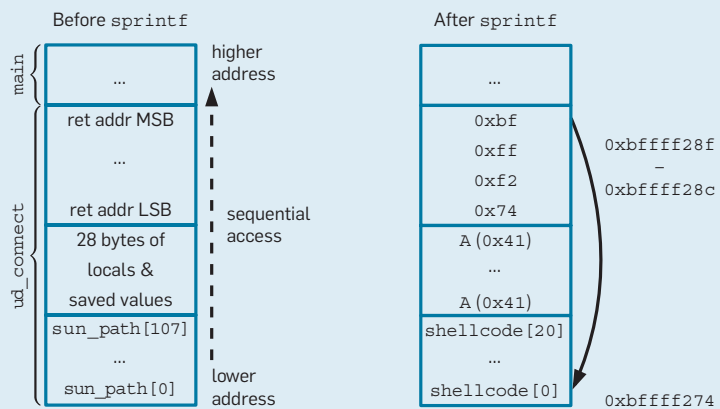 Before sprintf
main
...
ud_connect
ret addr MSB
...
ret addr LSB
28 bytes of
locals &
saved values
sun_path[107]
...
sun_path[0]
higher
address
sequential
access
lower
address
After sprintf
...
0xbf
0xff
0xf2
0x74
A (0x41)
...
A (0x41)
shellcode[20]
...
shellcode[0]
0xbffff28f
–
0xbffff28c
0xbffff274